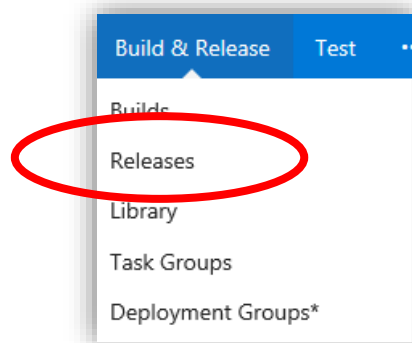 Build & Release Test ..
Builds
Releases
Library
Task Groups
Deployment Groups*